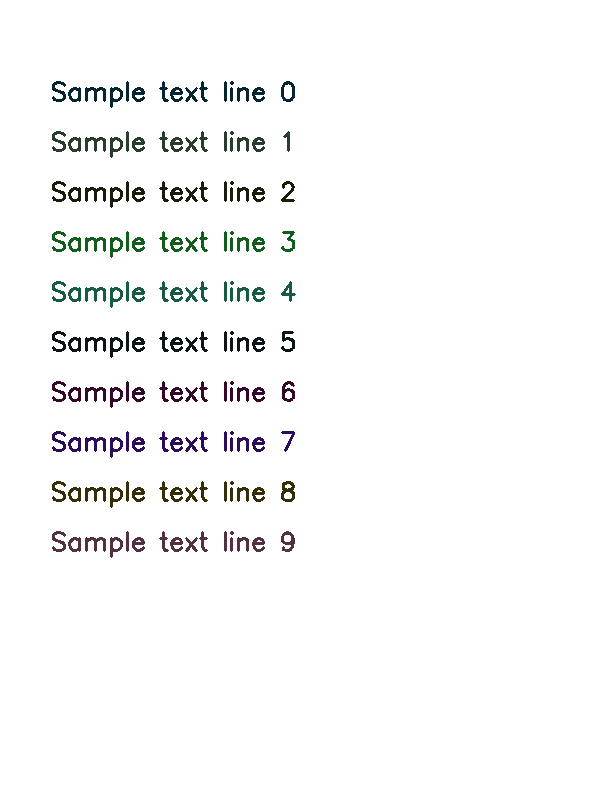 Sample text line 0
Sample text line 1
Sample text line 2
Sample text line 3
Sample text line 4
Sample text line 5
Sample text line 6
Sample text line 7
Sample text line 8
Sample text line 9